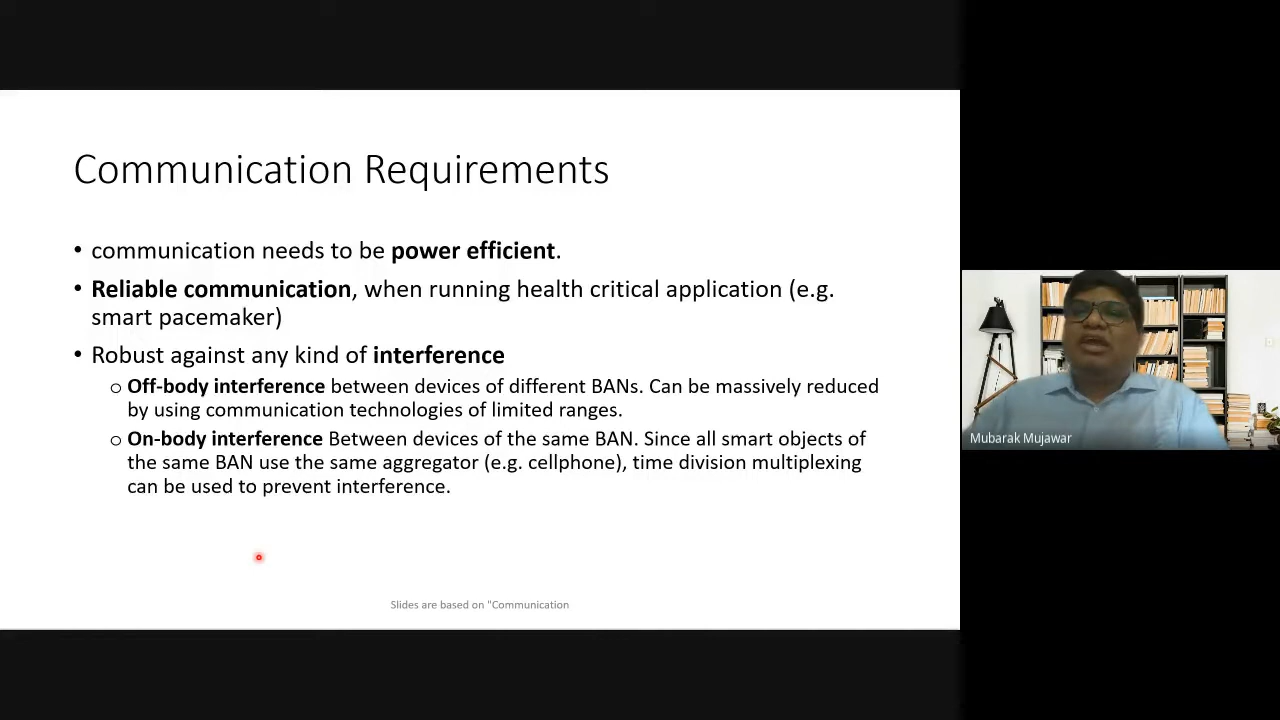 Communication Requirements
• communication needs to be power efficient.
• Reliable communication, when running health critical application (e.g.
smart pacemaker)
• Robust against any kind of interference
o Off-body interference between devices of different BANs. Can be massively reduced
by using communication technologies of limited ranges.
o On-body interference Between devices of the same BAN. Since all smart objects of
the same BAN use the same aggregator (e.g. cellphone), time division multiplexing
can be used to prevent interference.
Slides are based on "Communication
Mubarak Mujawar